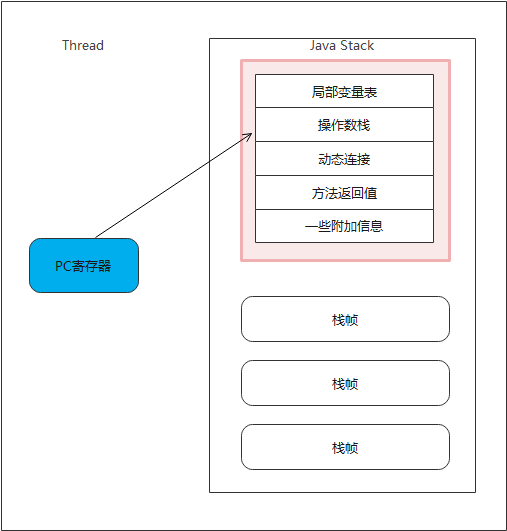 Thread
Java Stack
局部变量表
操作数栈
动态连接
方法返回值
一些附加信息
PC寄存器
栈帧
栈帧
栈帧